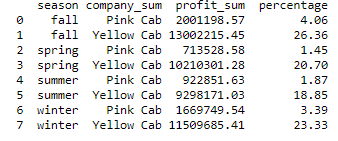 season company_sum profit_sum percentage
0 fall Pink Cab 2001198.57 4.06
1 fall Yellow Cab 13002215.45 26.36
2 spring Pink Cab 713528.58 1.45
3 spring Yellow Cab 10210301.28 20.70
4 summer Pink Cab 922851.63 1.87
5 summer Yellow Cab 9298171.03 18.85
6 winter Pink Cab 1669749.54 3.39
7 winter Yellow Cab 11509685.41 23.33